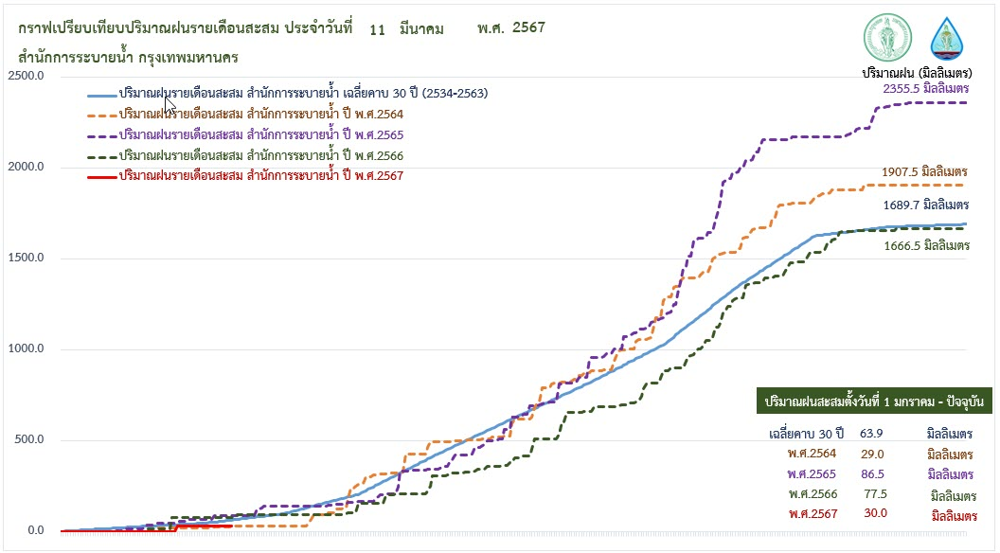 กราฟเปรียบเทียบปริมาณฝนรายเดือนสะสม ประจำวันที่ 11 มีนาคม พ.ศ. 2567
สำนักการระบายน้ำ กรุงเทพมหานคร
ปริมาณฝน (มิลลิเมตร)
2500.0
2355.5 มิลลิเมตร
ปริมาณฝนรายเดือนสะสม สำนักการระบายน้ำ เฉลี่ยคาบ 30 ปี (2534-2563)
ปริมาณฝนรายเดือนสะสม สำนักการระบายน้ำ ปี พ.ศ.2564
ปริมาณฝนรายเดือนสะสม สำนักการระบายน้ำ ปี พ.ศ.2565
ปริมาณฝนรายเดือนสะสม สำนักการระบายน้ำ ปี พ.ศ.2566
ปริมาณฝนรายเดือนสะสม สำนักการระบายน้ำ ปี พ.ศ.2567
2000.0
1907.5 มิลลิเมตร
1689.7 มิลลิเมตร
1666.5 มิลลิเมตร
1500.0
1000.0
ปริมาณฝนสะสมตั้งวันที่ 1 มกราคม - ปัจจุบัน
เฉลี่ยคาบ 30 ปี 63.9 มิลลิเมตร
500.0
พ.ศ.2564 29.0 มิลลิเมตร
พ.ศ.2565 86.5 มิลลิเมตร
พ.ศ.2566 77.5 มิลลิเมตร
พ.ศ.2567 30.0 มิลลิเมตร
0.0